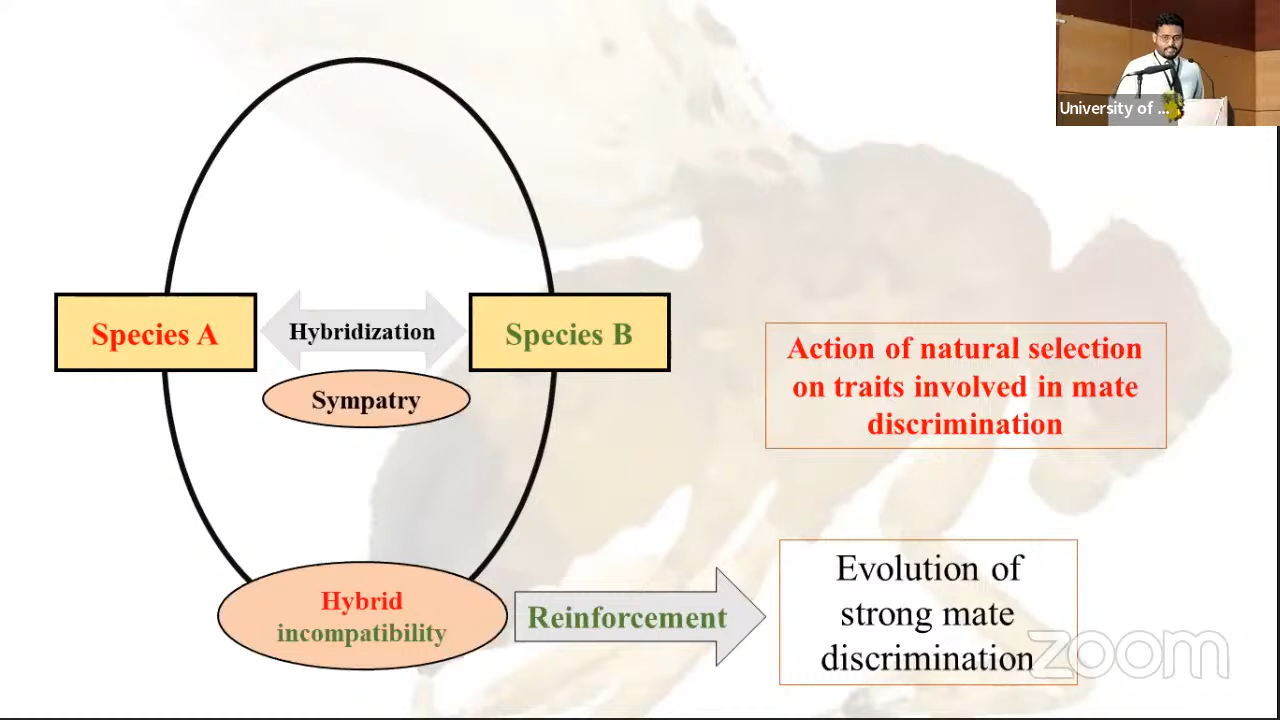 University of ...
Species A
Hybridization
Species B
Sympatry
Action of natural selection
on traits involved in mate
discrimination
Hybrid
incompatibility
Reinforcement
Evolution of
strong mate
discrimination
zoom